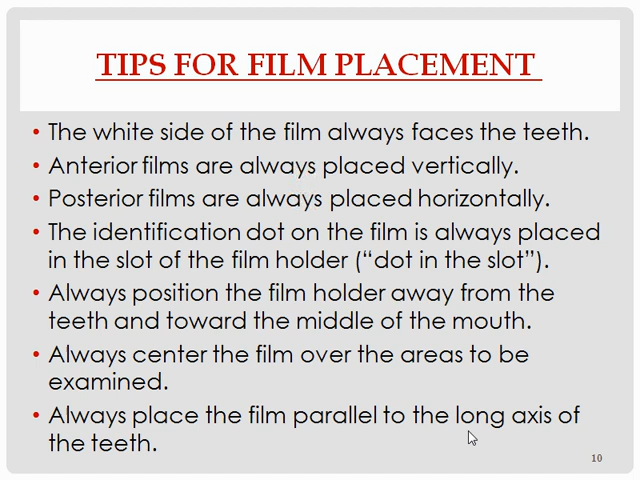 TIPS FOR FILM PLACEMENT
• The white side of the film always faces the teeth.
• Anterior films are always placed vertically.
• Posterior films are always placed horizontally.
• The identification dot on the film is always placed
in the slot of the film holder (“dot in the slot”).
• Always position the film holder away from the
teeth and toward the middle of the mouth.
• Always center the film over the areas to be
examined.
• Always place the film parallel to the long axis of
the teeth.
10